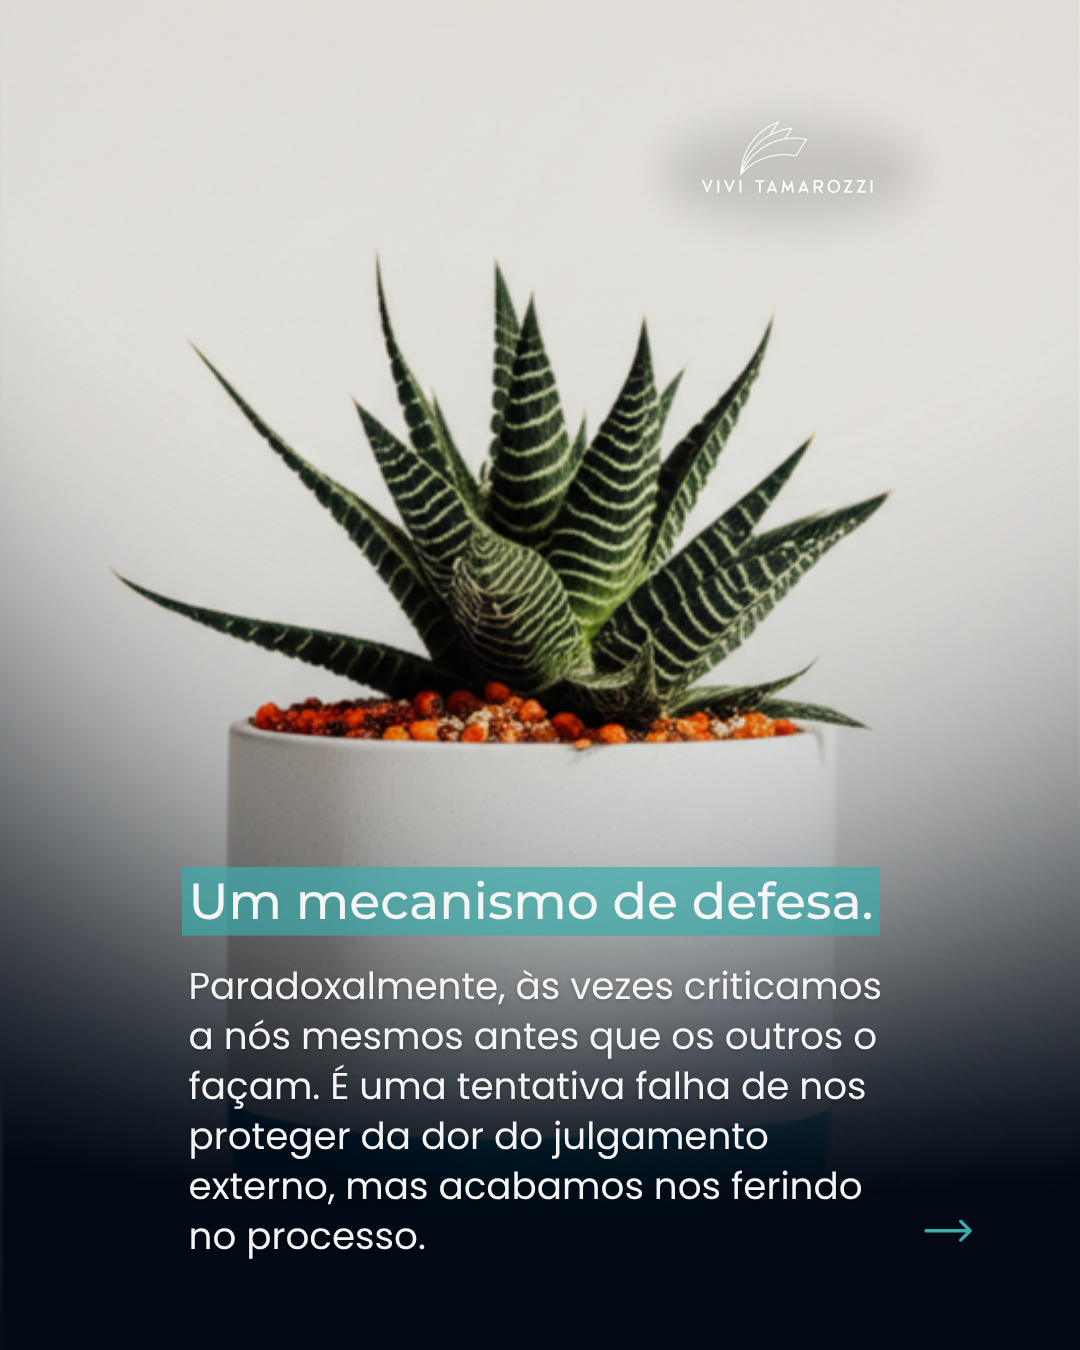 VIVI TAMAROZZI
Um mecanismo de defesa.
Paradoxalmente, às vezes criticamos
a nós mesmos antes que os outros o
façam. É uma tentativa falha de nos
proteger da dor do julgamento
externo, mas acabamos nos ferindo
no processo.